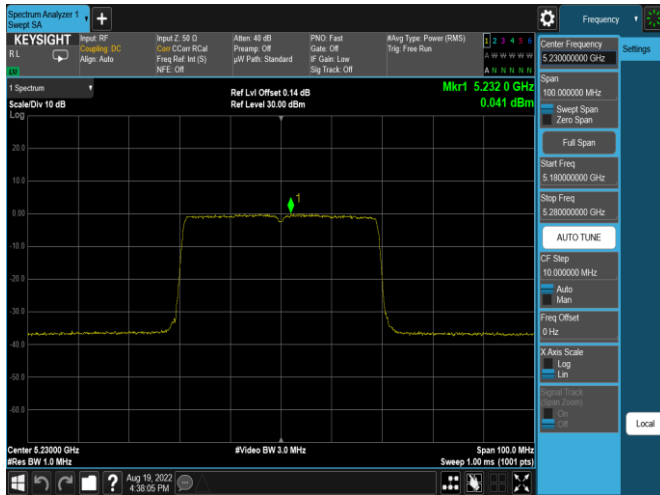 Spectrum Analyzer 1
Swept SA
+
Frequency
KEYSIGHT
R L
LU
Input: RF
Coupling: DC
Align: Auto
Input Z: 50 Ω
Corr CCorr RCal
Freq Ref: Int (S)
NFE: Off
Atten: 40 dB
Preamp: Off
µW Path: Standard
PNO: Fast
Gate: Off
IF Gain: Low
Sig Track: Off
#Avg Type: Power (RMS)
Trig: Free Run
1 2 3 4 5 6
A W W W W W
A N N N N N
Center Frequency
5.230000000 GHz
Settings
Span
100.000000 MHz
Swept Span
Zero Span
Full Span
Start Freq
5.180000000 GHz
Stop Freq
5.280000000 GHz
AUTO TUNE
CF Step
10.000000 MHz
Auto
Man
Freq Offset
0 Hz
X Axis Scale
Log
Lin
Signal Track
(Span Zoom)
On
Off
Local
1 Spectrum
Scale/Div 10 dB
Log
Ref Lvl Offset 0.14 dB
Ref Level 30.00 dBm
Mkr1 5.232 0 GHz
0.041 dBm
1
20.0
10.0
0.00
-10.0
-20.0
-30.0
-40.0
-50.0
-60.0
Center 5.23000 GHz
#Res BW 1.0 MHz
#Video BW 3.0 MHz
Span 100.0 MHz
Sweep 1.00 ms (1001 pts)
?
Aug 19, 2022
4:38:05 PM